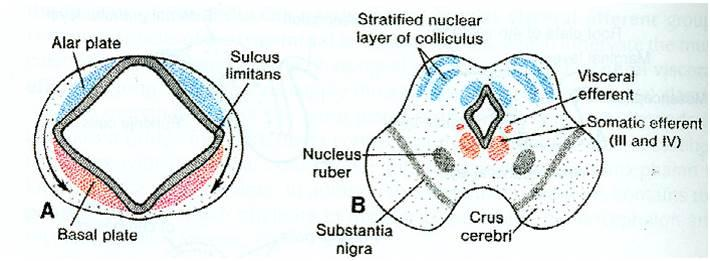 Alar plate
Sulcus
limitans
A
Basal plate
Stratified nuclear
layer of colliculus
Visceral
efferent
Somatic efferent
(III and IV)
Nucleus
ruber
B
Substantia
nigra
Crus
cerebri